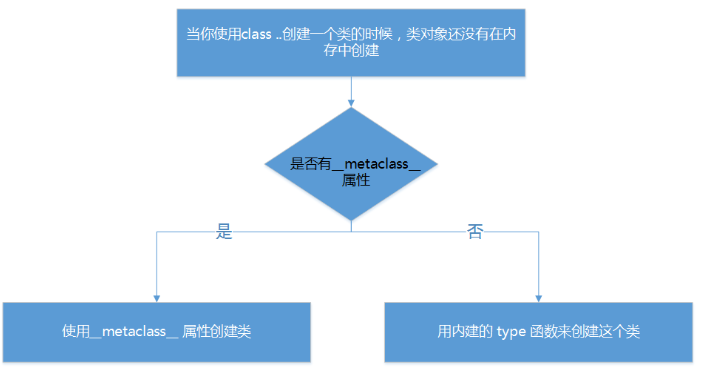 当你使用class ..创建一个类的时候，类对象还没有在内
存中创建
是否有__metaclass__
属性
是
否
使用__metaclass__ 属性创建类
用内建的 type 函数来创建这个类